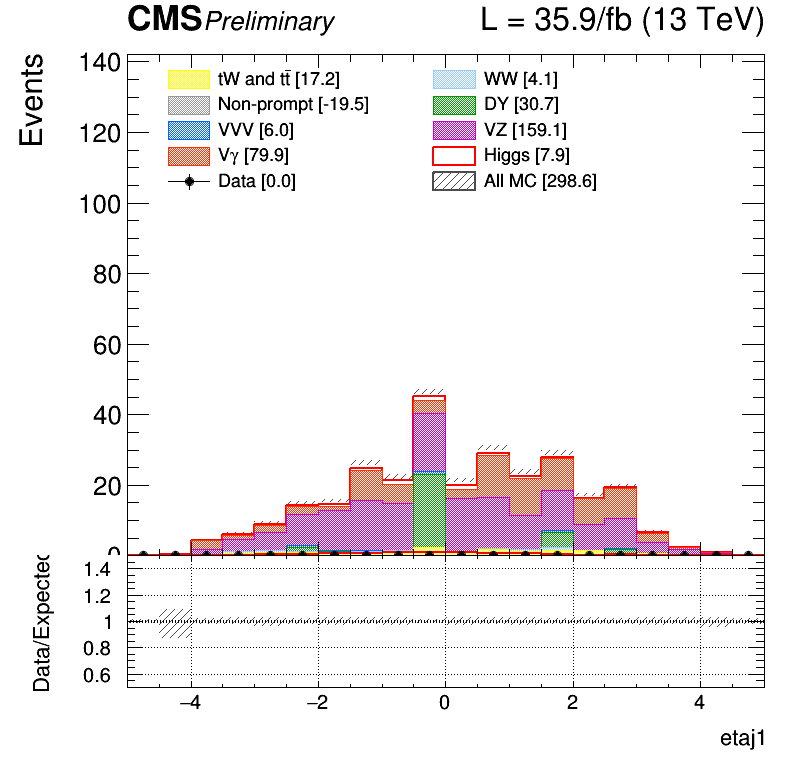 CMS Preliminary L = 35.9/fb (13 TeV)
Events
140
120
100
80
60
40
20
0
tW and tt̄ [17.2]
WW [4.1]
Non-prompt [-19.5]
DY [30.7]
VVV [6.0]
VZ [159.1]
Vγ [79.9]
Higgs [7.9]
Data [0.0]
All MC [298.6]
Data/Expected
1.4
1.2
1
0.8
0.6
−4 −2 0 2 4
etaj1